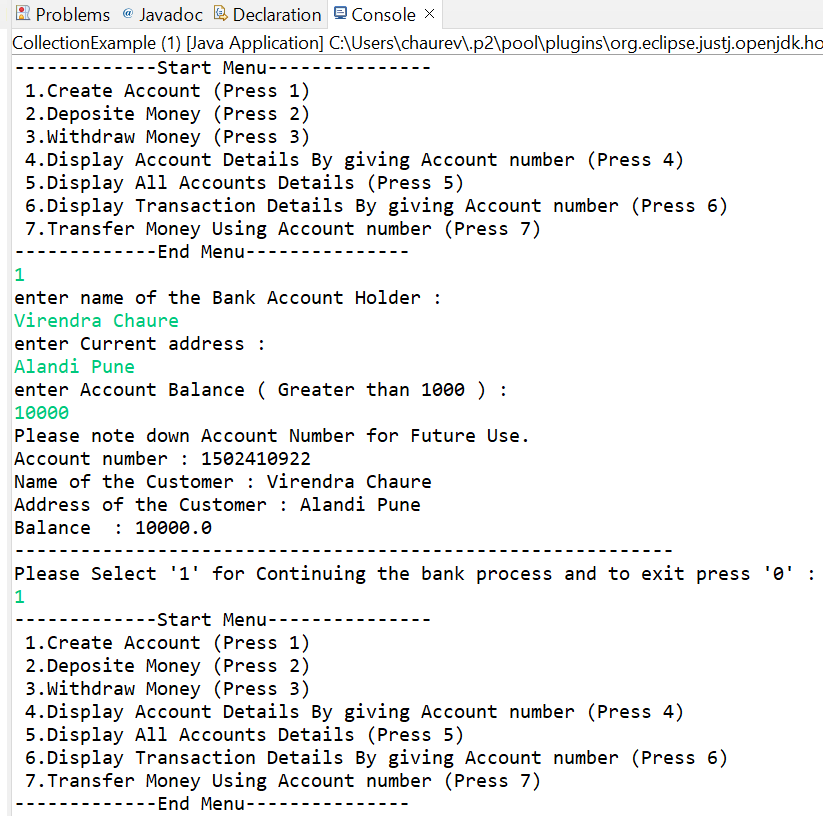 Problems @ Javadoc Declaration Console ×
CollectionExample (1) [Java Application] C:\Users\chaurev\.p2\pool\plugins\org.eclipse.justj.openjdk.ho
-------------Start Menu---------------
1.Create Account (Press 1)
2.Deposite Money (Press 2)
3.Withdraw Money (Press 3)
4.Display Account Details By giving Account number (Press 4)
5.Display All Accounts Details (Press 5)
6.Display Transaction Details By giving Account number (Press 6)
7.Transfer Money Using Account number (Press 7)
-------------End Menu---------------
1
enter name of the Bank Account Holder :
Virendra Chaure
enter Current address :
Alandi Pune
enter Account Balance ( Greater than 1000 ) :
10000
Please note down Account Number for Future Use.
Account number : 1502410922
Name of the Customer : Virendra Chaure
Address of the Customer : Alandi Pune
Balance  : 10000.0
------------------------------------------------------------
Please Select '1' for Continuing the bank process and to exit press '0' :
1
-------------Start Menu---------------
1.Create Account (Press 1)
2.Deposite Money (Press 2)
3.Withdraw Money (Press 3)
4.Display Account Details By giving Account number (Press 4)
5.Display All Accounts Details (Press 5)
6.Display Transaction Details By giving Account number (Press 6)
7.Transfer Money Using Account number (Press 7)
-------------End Menu---------------